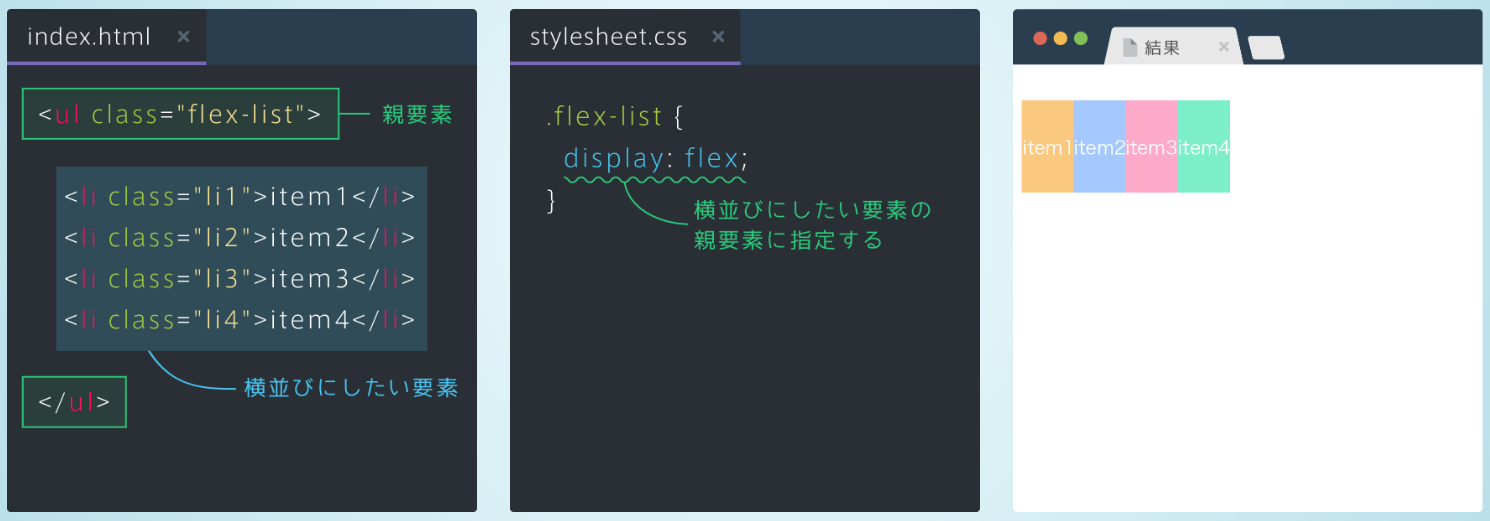 index.html ×
<ul class="flex-list">
親要素
<li class="li1">item1</li>
<li class="li2">item2</li>
<li class="li3">item3</li>
<li class="li4">item4</li>
横並びにしたい要素
</ul>
stylesheet.css ×
.flex-list {
display: flex;
}
横並びにしたい要素の
親要素に指定する
結果 ×
item1
item2
item3
item4